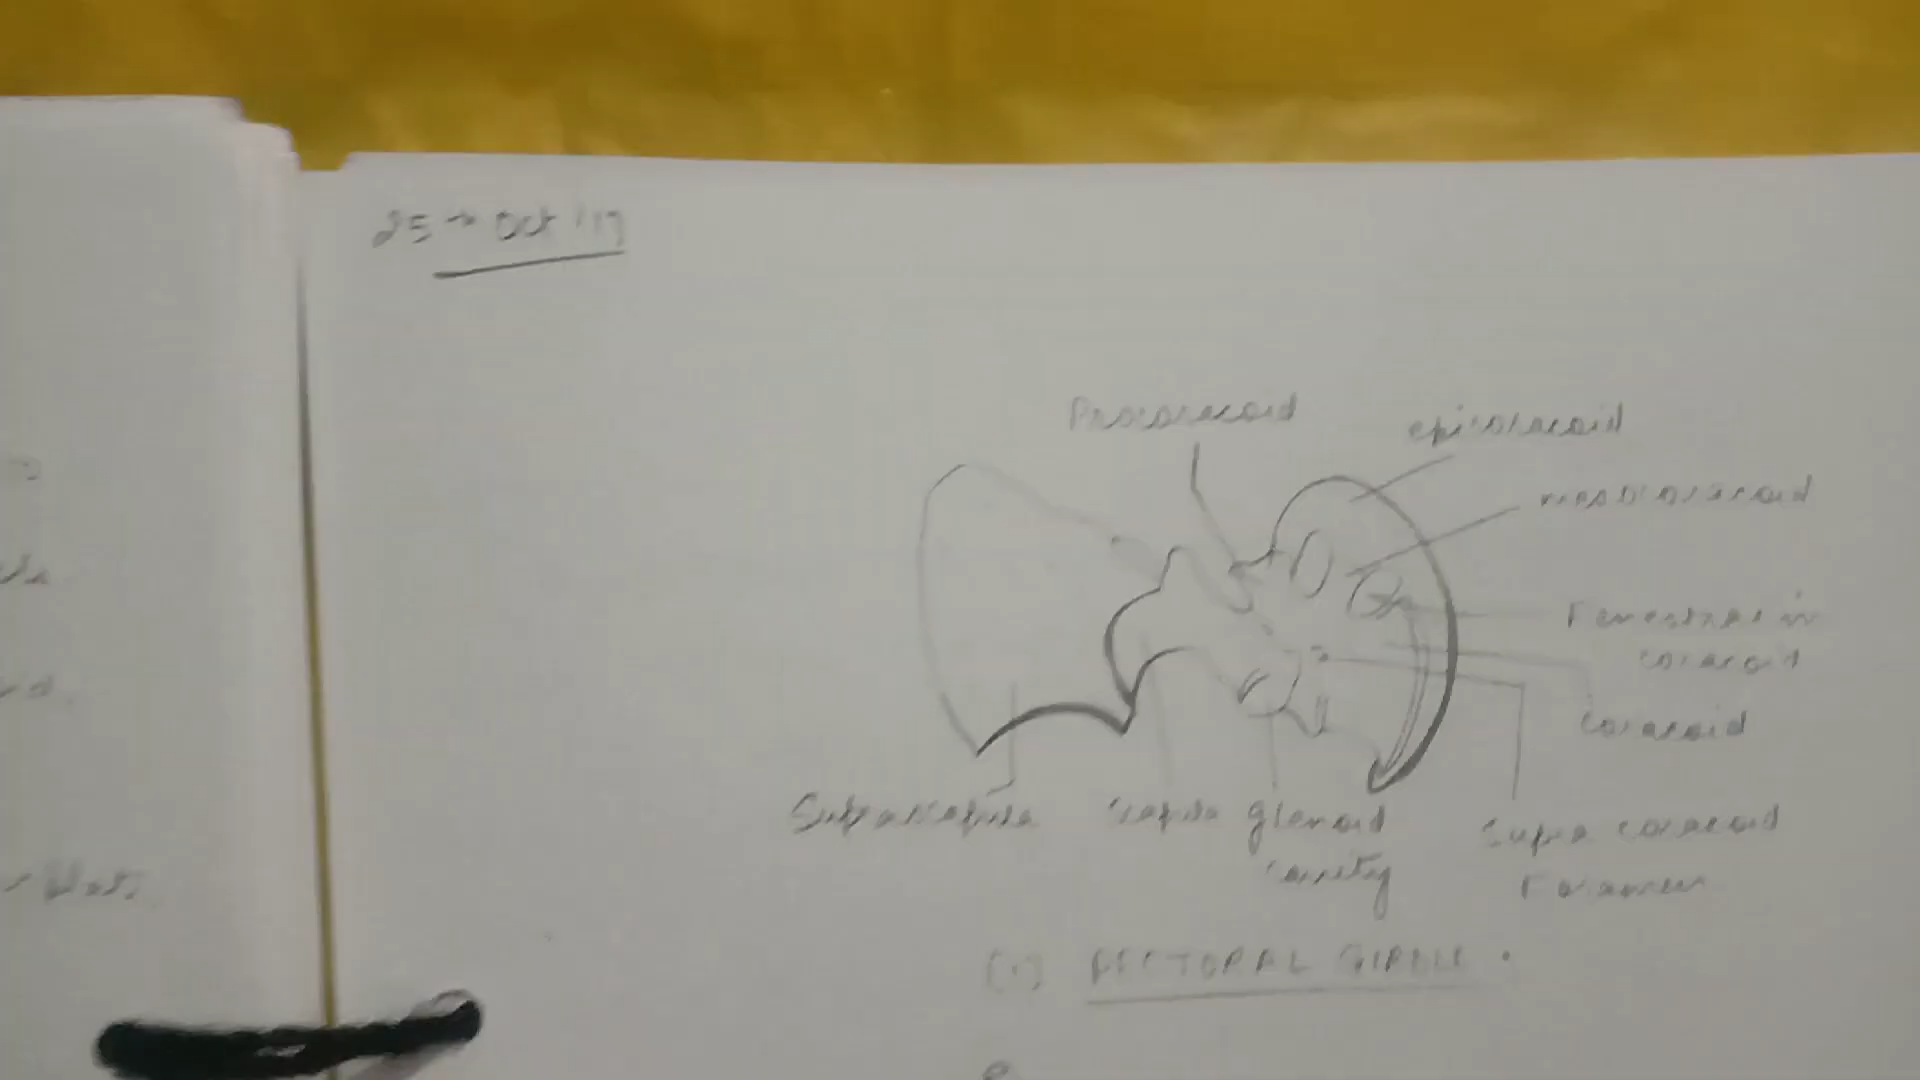 25 → Oct '17
Procoracoid
epicoracoid
mesocoracoid
Fenestrae in
coracoid
coracoid
Suprascapula
Scapula
glenoid
cavity
Supra coracoid
Foramen
(1) PECTORAL GIRDLE.